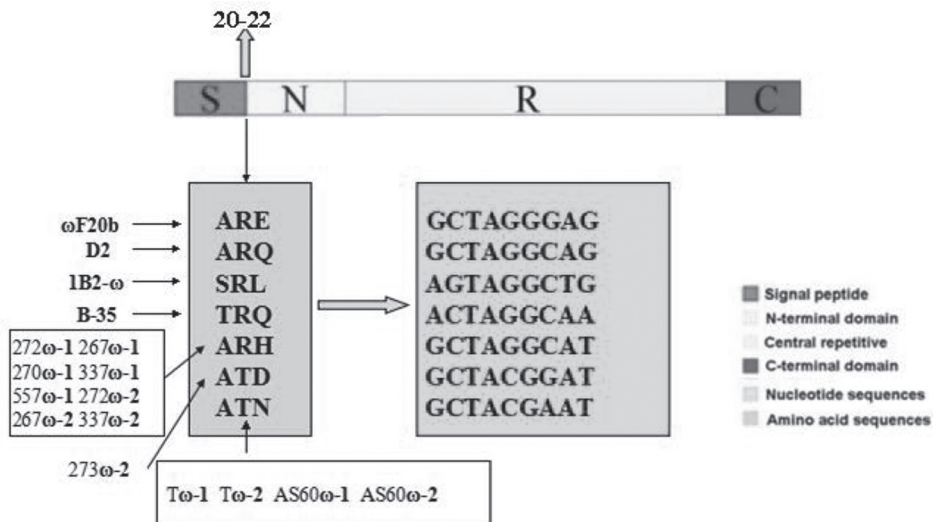 20-22
S N R C
ωF20b ARE GCTAGGGAG
D2 ARQ GCTAGGCAG
1B2-ω SRL AGTAGGCTG
B-35 TRQ ACTAGGCAA
272ω-1 267ω-1 ARH GCTAGGCAT
270ω-1 337ω-1 ATD GCTACGGAT
557ω-1 272ω-2 ATN GCTACGAAT
267ω-2 337ω-2
273ω-2
Tω-1 Tω-2 AS60ω-1 AS60ω-2
Signal peptide
N-terminal domain
Central repetitive
C-terminal domain
Nucleotide sequences
Amino acid sequences